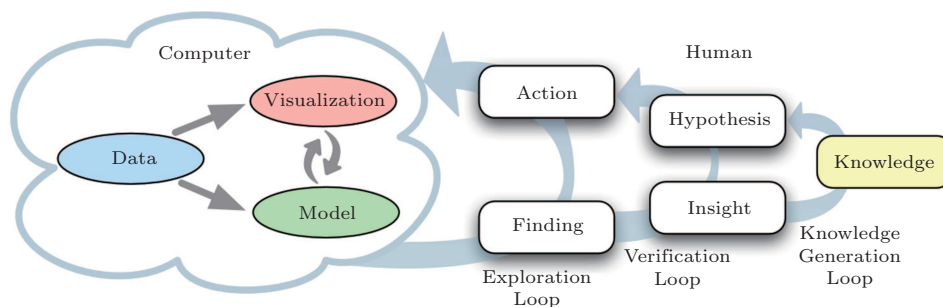 Computer
Human
Visualization
Action
Hypothesis
Data
Knowledge
Model
Finding
Insight
Exploration
Loop
Verification
Loop
Knowledge
Generation
Loop